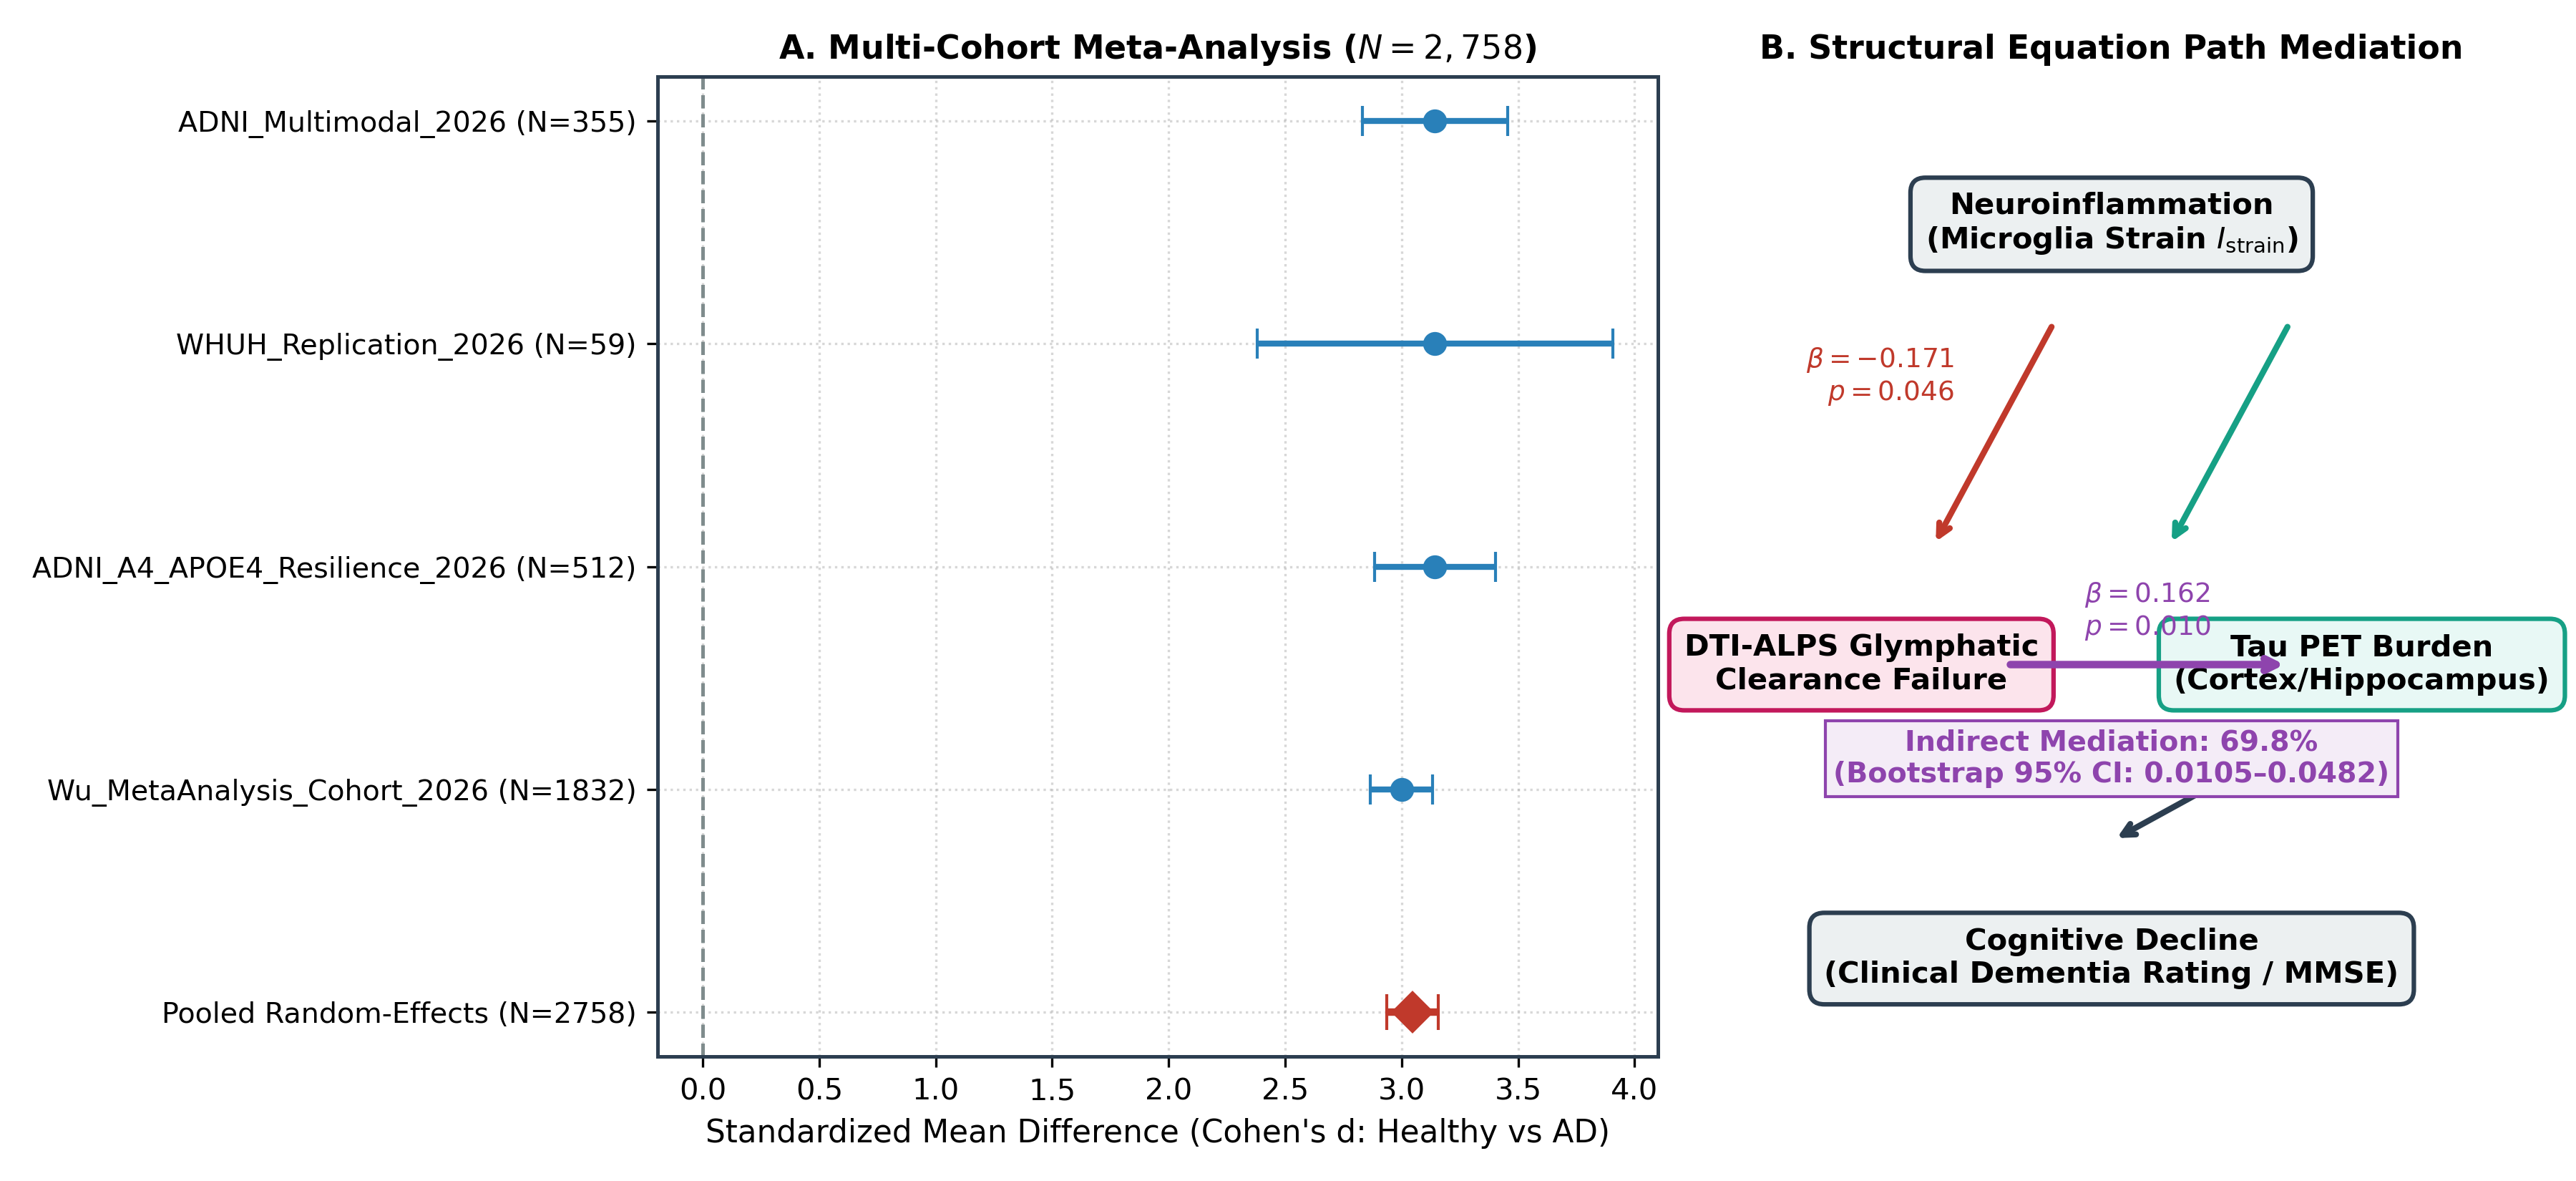 A. Multi-Cohort Meta-Analysis (N = 2,758)
ADNI_Multimodal_2026 (N=355)
WHUH_Replication_2026 (N=59)
ADNI_A4_APOE4_Resilience_2026 (N=512)
Wu_MetaAnalysis_Cohort_2026 (N=1832)
Pooled Random-Effects (N=2758)
0.0 0.5 1.0 1.5 2.0 2.5 3.0 3.5 4.0
Standardized Mean Difference (Cohen's d: Healthy vs AD)
B. Structural Equation Path Mediation
Neuroinflammation
(Microglia Strain I_strain)
β = −0.171
p = 0.046
β = 0.162
p = 0.010
DTI-ALPS Glymphatic
Clearance Failure
Tau PET Burden
(Cortex/Hippocampus)
Indirect Mediation: 69.8%
(Bootstrap 95% CI: 0.0105–0.0482)
Cognitive Decline
(Clinical Dementia Rating / MMSE)